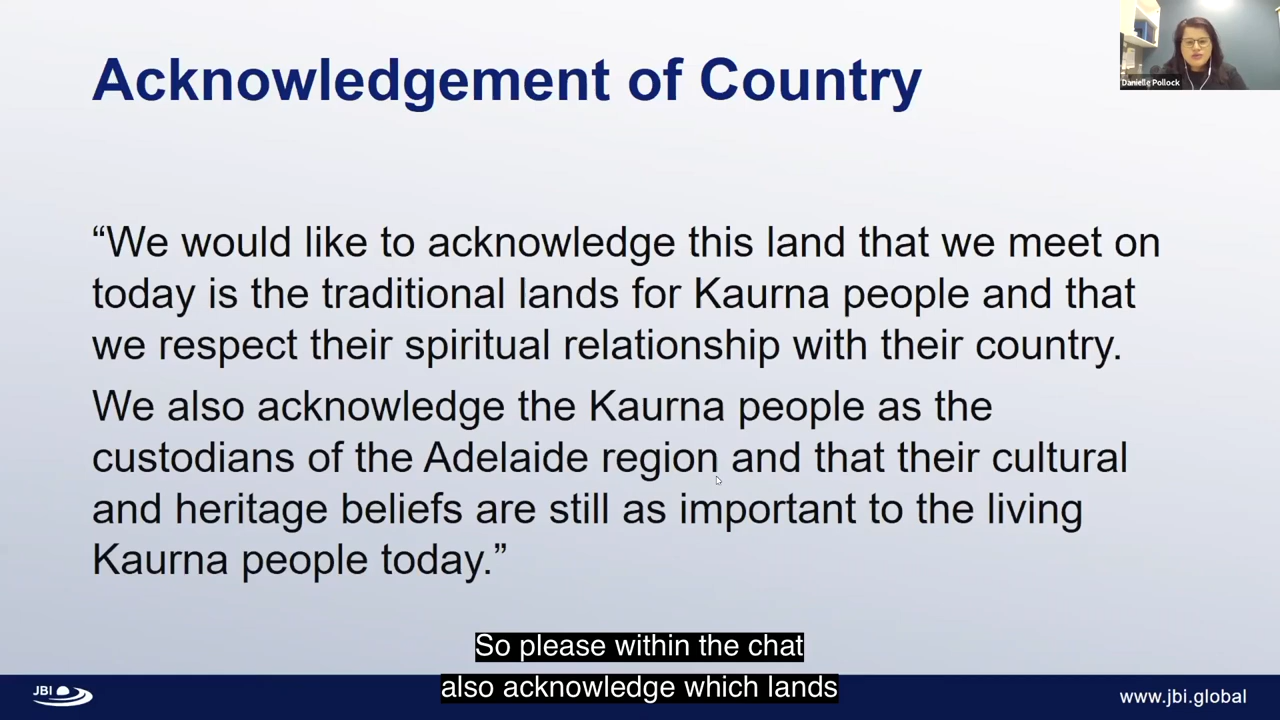 Acknowledgement of Country
Danielle Pollock
“We would like to acknowledge this land that we meet on
today is the traditional lands for Kaurna people and that
we respect their spiritual relationship with their country.
We also acknowledge the Kaurna people as the
custodians of the Adelaide region and that their cultural
and heritage beliefs are still as important to the living
Kaurna people today.”
So please within the chat
also acknowledge which lands
JBI
www.jbi.global